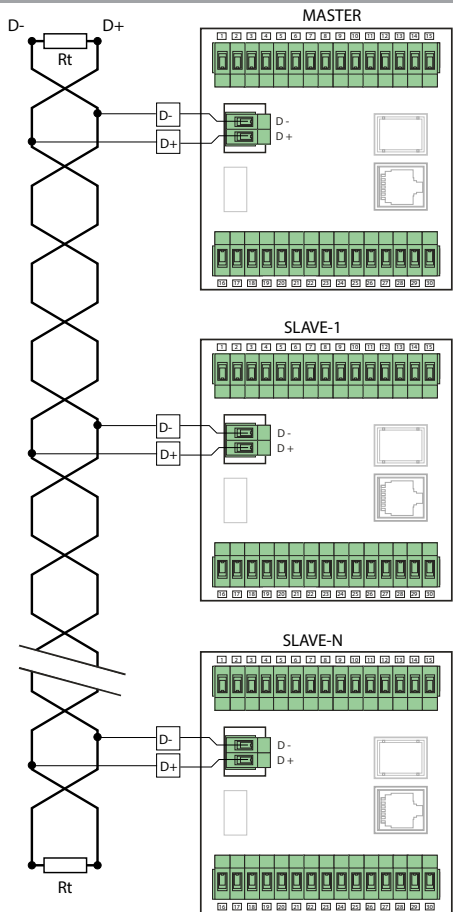 MASTER
D- D+
Rt
1 2 3 4 5 6 7 8 9 10 11 12 13 14 15
D-
D -
D+
D +
16 17 18 19 20 21 22 23 24 25 26 27 28 29 30
SLAVE-1
1 2 3 4 5 6 7 8 9 10 11 12 13 14 15
D-
D -
D+
D +
16 17 18 19 20 21 22 23 24 25 26 27 28 29 30
SLAVE-N
1 2 3 4 5 6 7 8 9 10 11 12 13 14 15
D-
D -
D+
D +
Rt
16 17 18 19 20 21 22 23 24 25 26 27 28 29 30